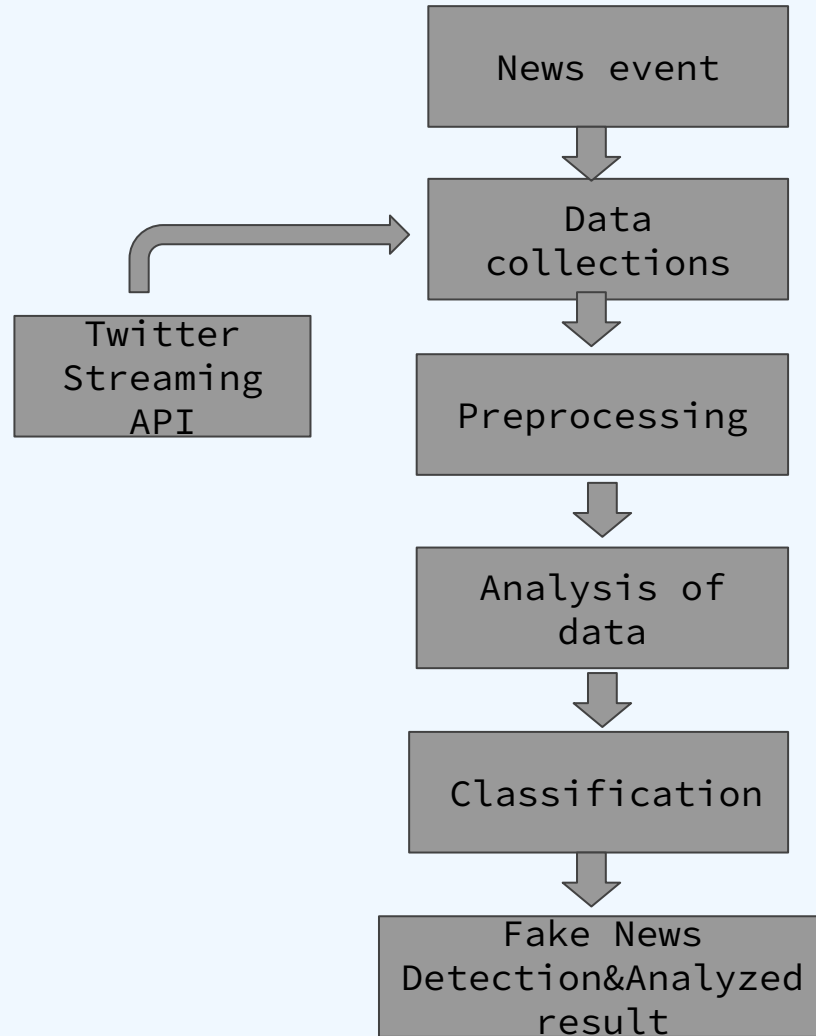 News event
Data
collections
Twitter
Streaming
API
Preprocessing
Analysis of
data
Classification
Fake News
Detection&Analyzed
result